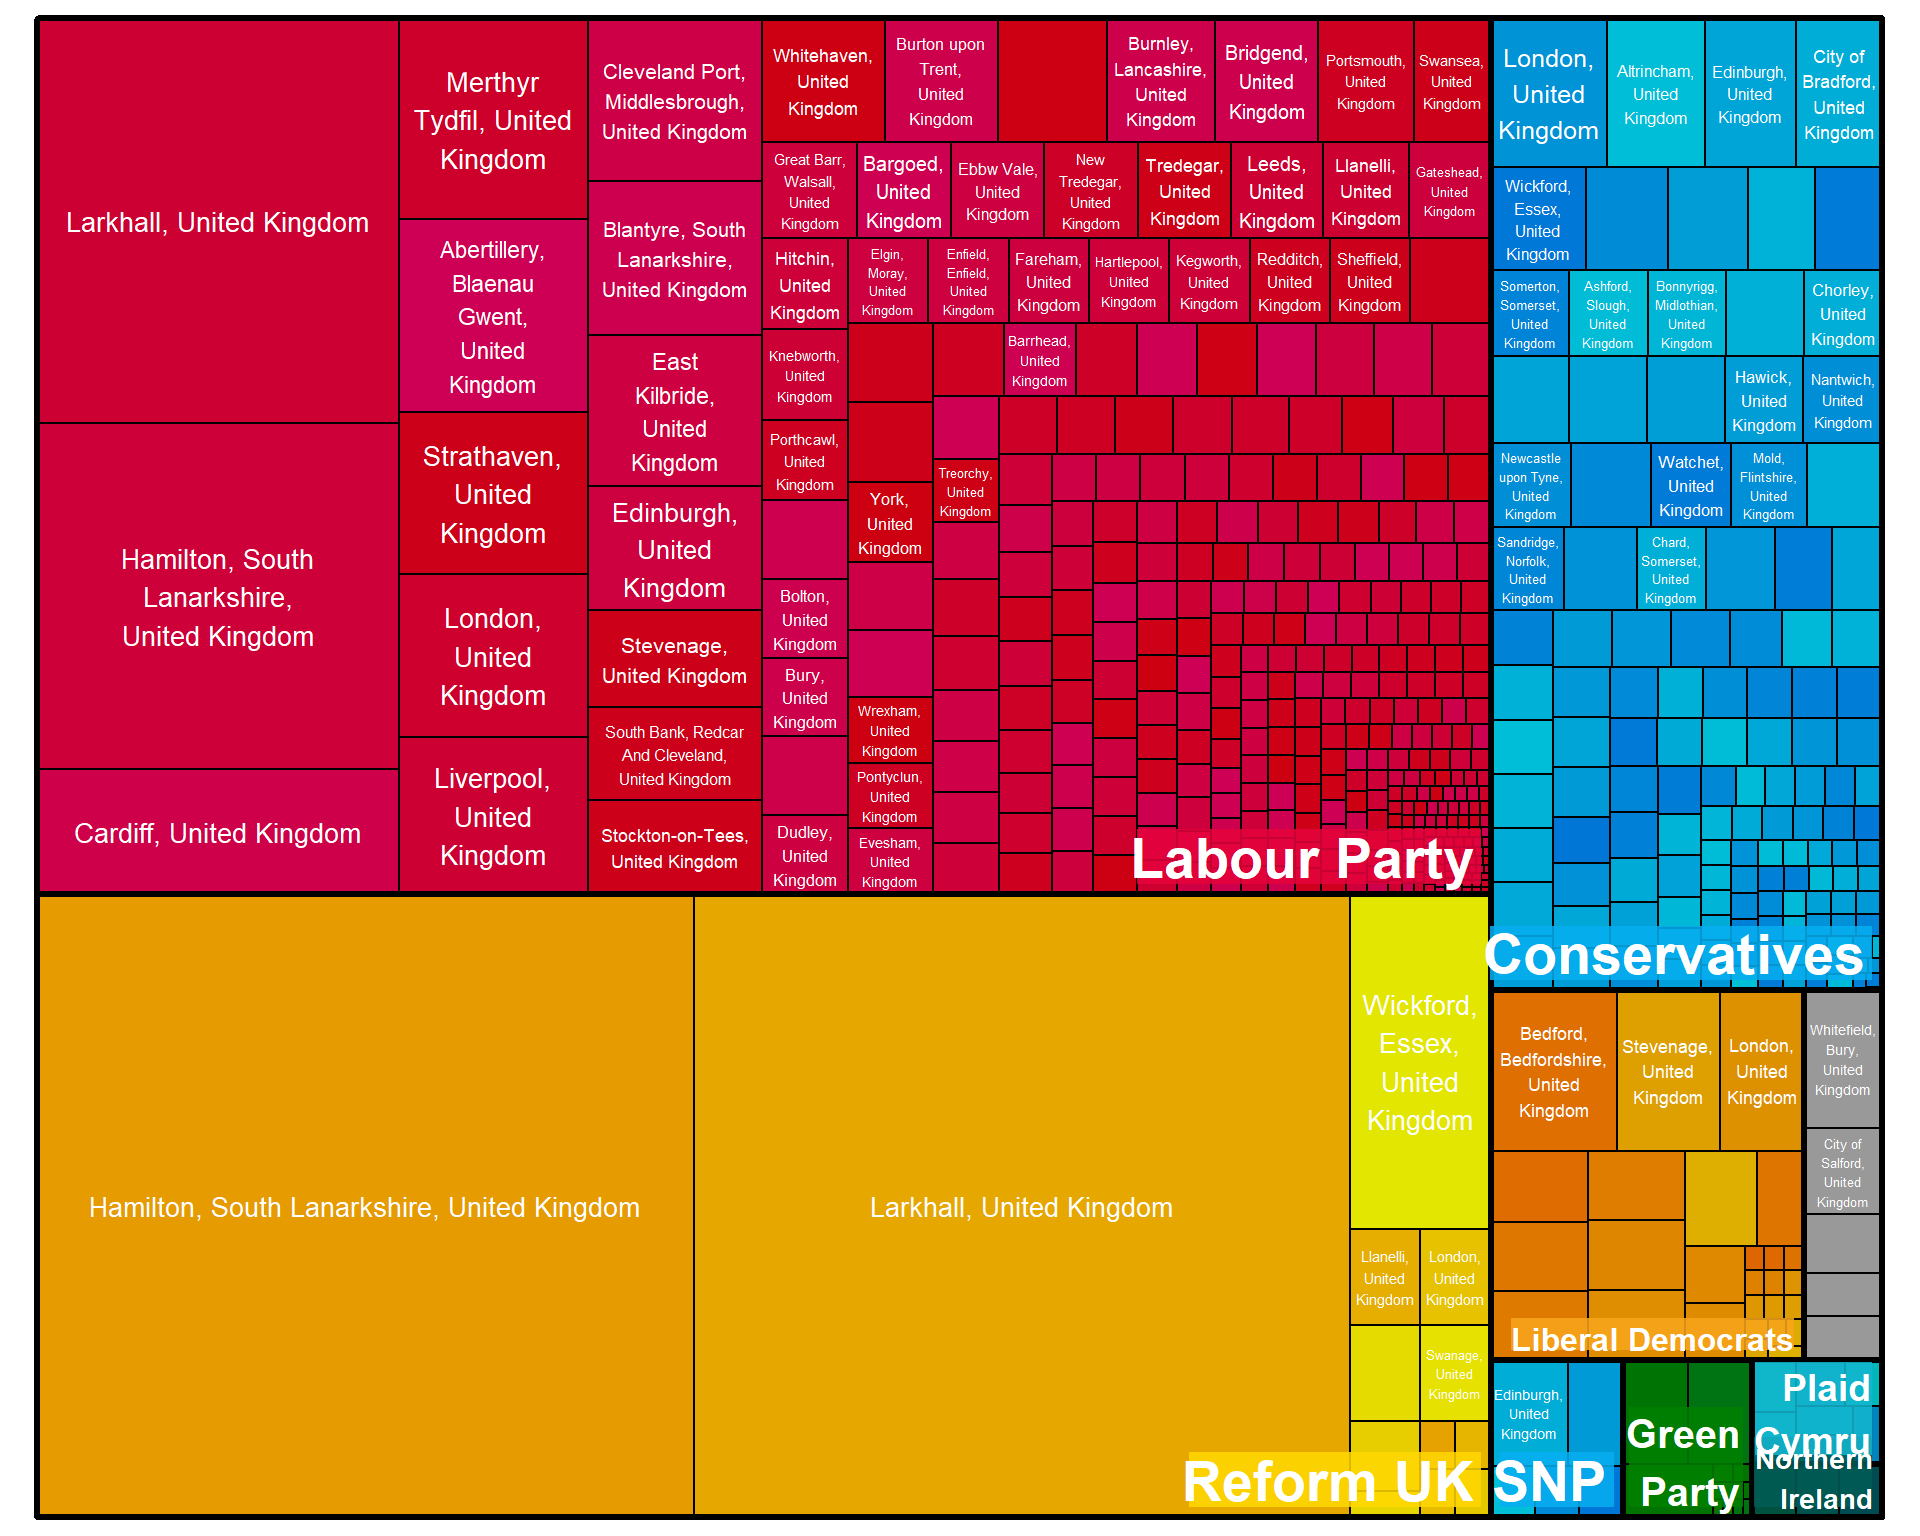 Larkhall, United Kingdom
Hamilton, South
Lanarkshire,
United Kingdom
Cardiff, United Kingdom
Merthyr
Tydfil, United
Kingdom
Abertillery,
Blaenau
Gwent,
United
Kingdom
Strathaven,
United
Kingdom
London,
United
Kingdom
Liverpool,
United
Kingdom
Cleveland Port,
Middlesbrough,
United Kingdom
Blantyre, South
Lanarkshire,
United Kingdom
East
Kilbride,
United
Kingdom
Edinburgh,
United
Kingdom
Stevenage,
United Kingdom
South Bank, Redcar
And Cleveland,
United Kingdom
Stockton-on-Tees,
United Kingdom
Whitehaven,
United
Kingdom
Burton upon
Trent,
United
Kingdom
Burnley,
Lancashire,
United
Kingdom
Bridgend,
United
Kingdom
Portsmouth,
United
Kingdom
Swansea,
United
Kingdom
Great Barr,
Walsall,
United
Kingdom
Bargoed,
United
Kingdom
Ebbw Vale,
United
Kingdom
New
Tredegar,
United
Kingdom
Tredegar,
United
Kingdom
Leeds,
United
Kingdom
Llanelli,
United
Kingdom
Gateshead,
United
Kingdom
Hitchin,
United
Kingdom
Elgin,
Moray,
United
Kingdom
Enfield,
Enfield,
United
Kingdom
Fareham,
United
Kingdom
Hartlepool,
United
Kingdom
Kegworth,
United
Kingdom
Redditch,
United
Kingdom
Sheffield,
United
Kingdom
Knebworth,
United
Kingdom
Barrhead,
United
Kingdom
Porthcawl,
United
Kingdom
York,
United
Kingdom
Treorchy,
United
Kingdom
Bolton,
United
Kingdom
Bury,
United
Kingdom
Wrexham,
United
Kingdom
Pontyclun,
United
Kingdom
Dudley,
United
Kingdom
Evesham,
United
Kingdom
Labour Party
London,
United
Kingdom
Altrincham,
United
Kingdom
Edinburgh,
United
Kingdom
City of
Bradford,
United
Kingdom
Wickford,
Essex,
United
Kingdom
Somerton,
Somerset,
United
Kingdom
Ashford,
Slough,
United
Kingdom
Bonnyrigg,
Midlothian,
United
Kingdom
Chorley,
United
Kingdom
Hawick,
United
Kingdom
Nantwich,
United
Kingdom
Newcastle
upon Tyne,
United
Kingdom
Watchet,
United
Kingdom
Mold,
Flintshire,
United
Kingdom
Sandridge,
Norfolk,
United
Kingdom
Chard,
Somerset,
United
Kingdom
Conservatives
Hamilton, South Lanarkshire, United Kingdom
Larkhall, United Kingdom
Wickford,
Essex,
United
Kingdom
Llanelli,
United
Kingdom
London,
United
Kingdom
Swanage,
United
Kingdom
Reform UK
Bedford,
Bedfordshire,
United
Kingdom
Stevenage,
United
Kingdom
London,
United
Kingdom
Liberal Democrats
Whitefield,
Bury,
United
Kingdom
City of
Salford,
United
Kingdom
Edinburgh,
United
Kingdom
SNP
Green
Party
Plaid
Cymru
Northern
Ireland